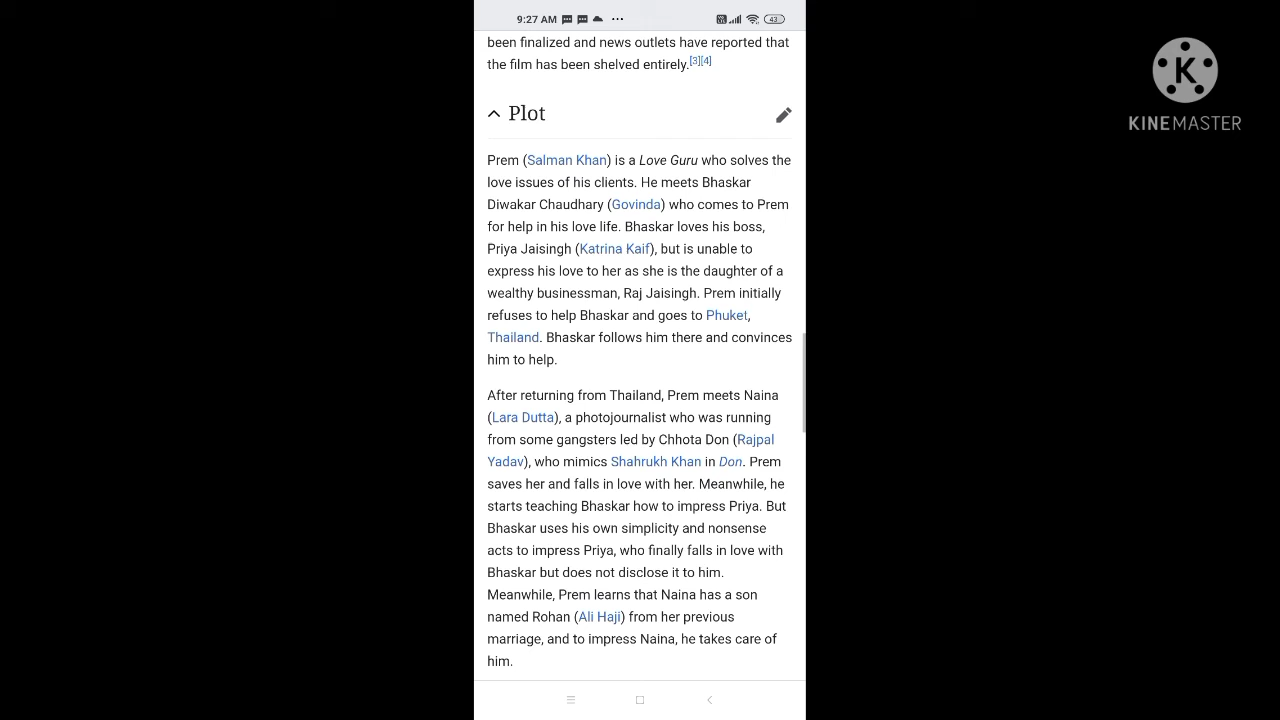 9:27 AM
43
been finalized and news outlets have reported that
the film has been shelved entirely.[3][4]
Plot
Prem (Salman Khan) is a Love Guru who solves the
love issues of his clients. He meets Bhaskar
Diwakar Chaudhary (Govinda) who comes to Prem
for help in his love life. Bhaskar loves his boss,
Priya Jaisingh (Katrina Kaif), but is unable to
express his love to her as she is the daughter of a
wealthy businessman, Raj Jaisingh. Prem initially
refuses to help Bhaskar and goes to Phuket,
Thailand. Bhaskar follows him there and convinces
him to help.
After returning from Thailand, Prem meets Naina
(Lara Dutta), a photojournalist who was running
from some gangsters led by Chhota Don (Rajpal
Yadav), who mimics Shahrukh Khan in Don. Prem
saves her and falls in love with her. Meanwhile, he
starts teaching Bhaskar how to impress Priya. But
Bhaskar uses his own simplicity and nonsense
acts to impress Priya, who finally falls in love with
Bhaskar but does not disclose it to him.
Meanwhile, Prem learns that Naina has a son
named Rohan (Ali Haji) from her previous
marriage, and to impress Naina, he takes care of
him.
K
KINEMASTER